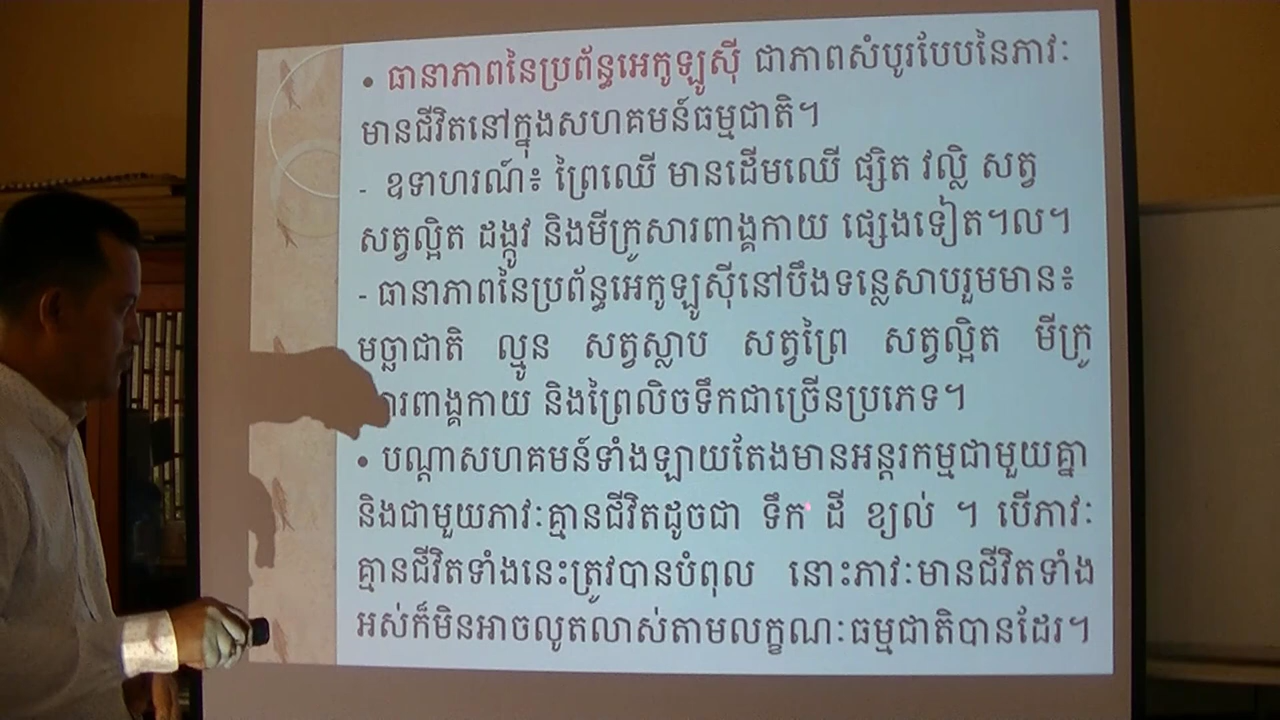 • ធានាភាពនៃប្រព័ន្ធអេកូឡូស៊ី ជាភាពសំបូរបែបនៃភាវៈ
មានជីវិតនៅក្នុងសហគមន៍ធម្មជាតិ។
- ឧទាហរណ៍៖ ព្រៃឈើ មានដើមឈើ ផ្សិត វល្លិ សត្វ
សត្វល្អិត ដង្កូវ និងមីក្រូសារពាង្គកាយ ផ្សេងទៀត។ល។
- ធានាភាពនៃប្រព័ន្ធអេកូឡូស៊ីនៅបឹងទន្លេសាបរួមមាន៖
មច្ឆាជាតិ ល្មូន សត្វស្លាប សត្វព្រៃ សត្វល្អិត មីក្រូ
សារពាង្គកាយ និងព្រៃលិចទឹកជាច្រើនប្រភេទ។
• បណ្តាសហគមន៍ទាំងឡាយតែងមានអន្តរកម្មជាមួយគ្នា
និងជាមួយភាវៈគ្មានជីវិតដូចជា ទឹក ដី ខ្យល់ ។ បើភាវៈ
គ្មានជីវិតទាំងនេះត្រូវបានបំពុល នោះភាវៈមានជីវិតទាំង
អស់ក៏មិនអាចលូតលាស់តាមលក្ខណៈធម្មជាតិបានដែរ។